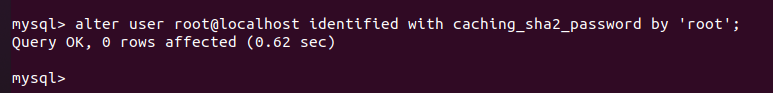 mysql> alter user root@localhost identified with caching_sha2_password by 'root';
Query OK, 0 rows affected (0.62 sec)
mysql>